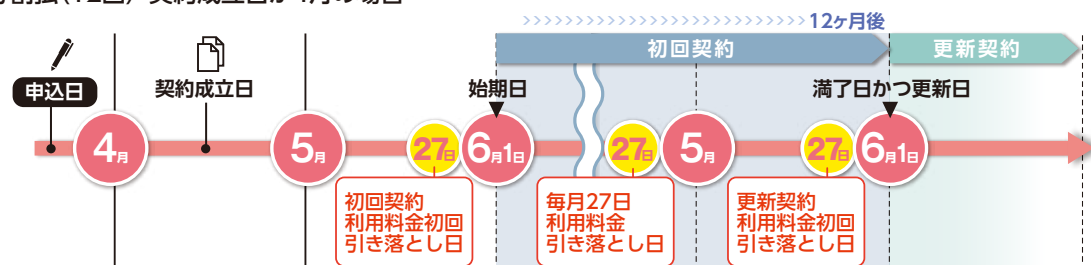 12ヶ月後
初回契約
更新契約
申込日
契約成立日
始期日
満了日かつ更新日
4月
5月
27日
6月1日
27日
5月
27日
6月1日
初回契約
利用料金初回
引き落とし日
毎月27日
利用料金
引き落とし日
更新契約
利用料金初回
引き落とし日